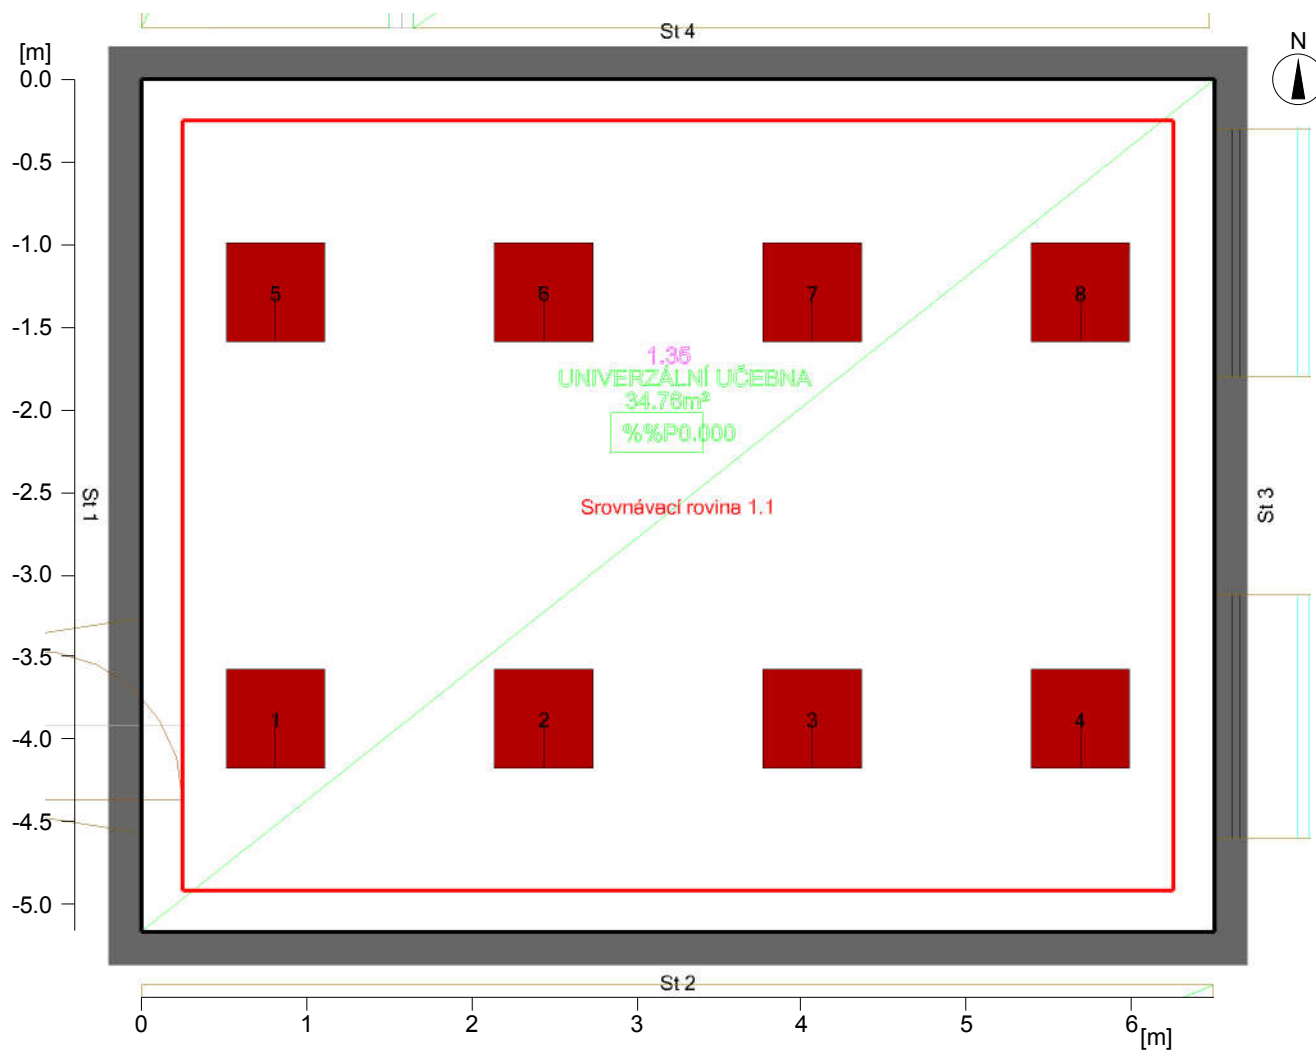 St 4
[m]
N
0.0
-0.5
-1.0
-1.5
-2.0
-2.5
-3.0
-3.5
-4.0
-4.5
-5.0
5 6 7 8
1.35
UNIVERZÁLNÍ UČEBNA
34.76m²
%%P0.000
Srovnávací rovina 1.1
St 1
St 3
1 2 3 4
St 2
0 1 2 3 4 5 6 [m]